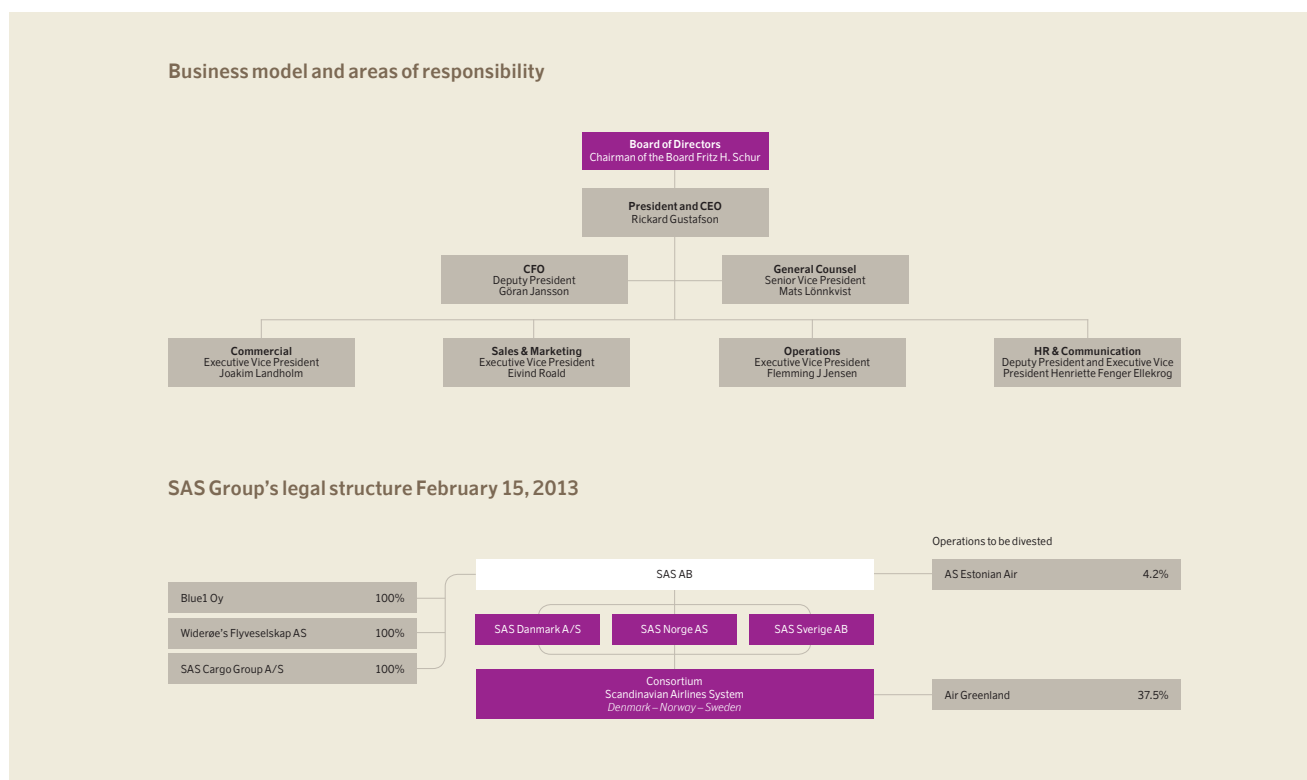 Business model and areas of responsibility
Board of Directors
Chairman of the Board Fritz H. Schur
President and CEO
Rickard Gustafson
CFO
Deputy President
Göran Jansson
General Counsel
Senior Vice President
Mats Lönnkvist
Commercial
Executive Vice President
Joakim Landholm
Sales & Marketing
Executive Vice President
Eivind Roald
Operations
Executive Vice President
Flemming J Jensen
HR & Communication
Deputy President and Executive Vice
President Henriette Fenger Ellekrog
SAS Group's legal structure February 15, 2013
Operations to be divested
SAS AB
AS Estonian Air 4.2%
Blue1 Oy 100%
Widerøe's Flyveselskap AS 100%
SAS Cargo Group A/S 100%
SAS Danmark A/S
SAS Norge AS
SAS Sverige AB
Consortium
Scandinavian Airlines System
Denmark – Norway – Sweden
Air Greenland 37.5%